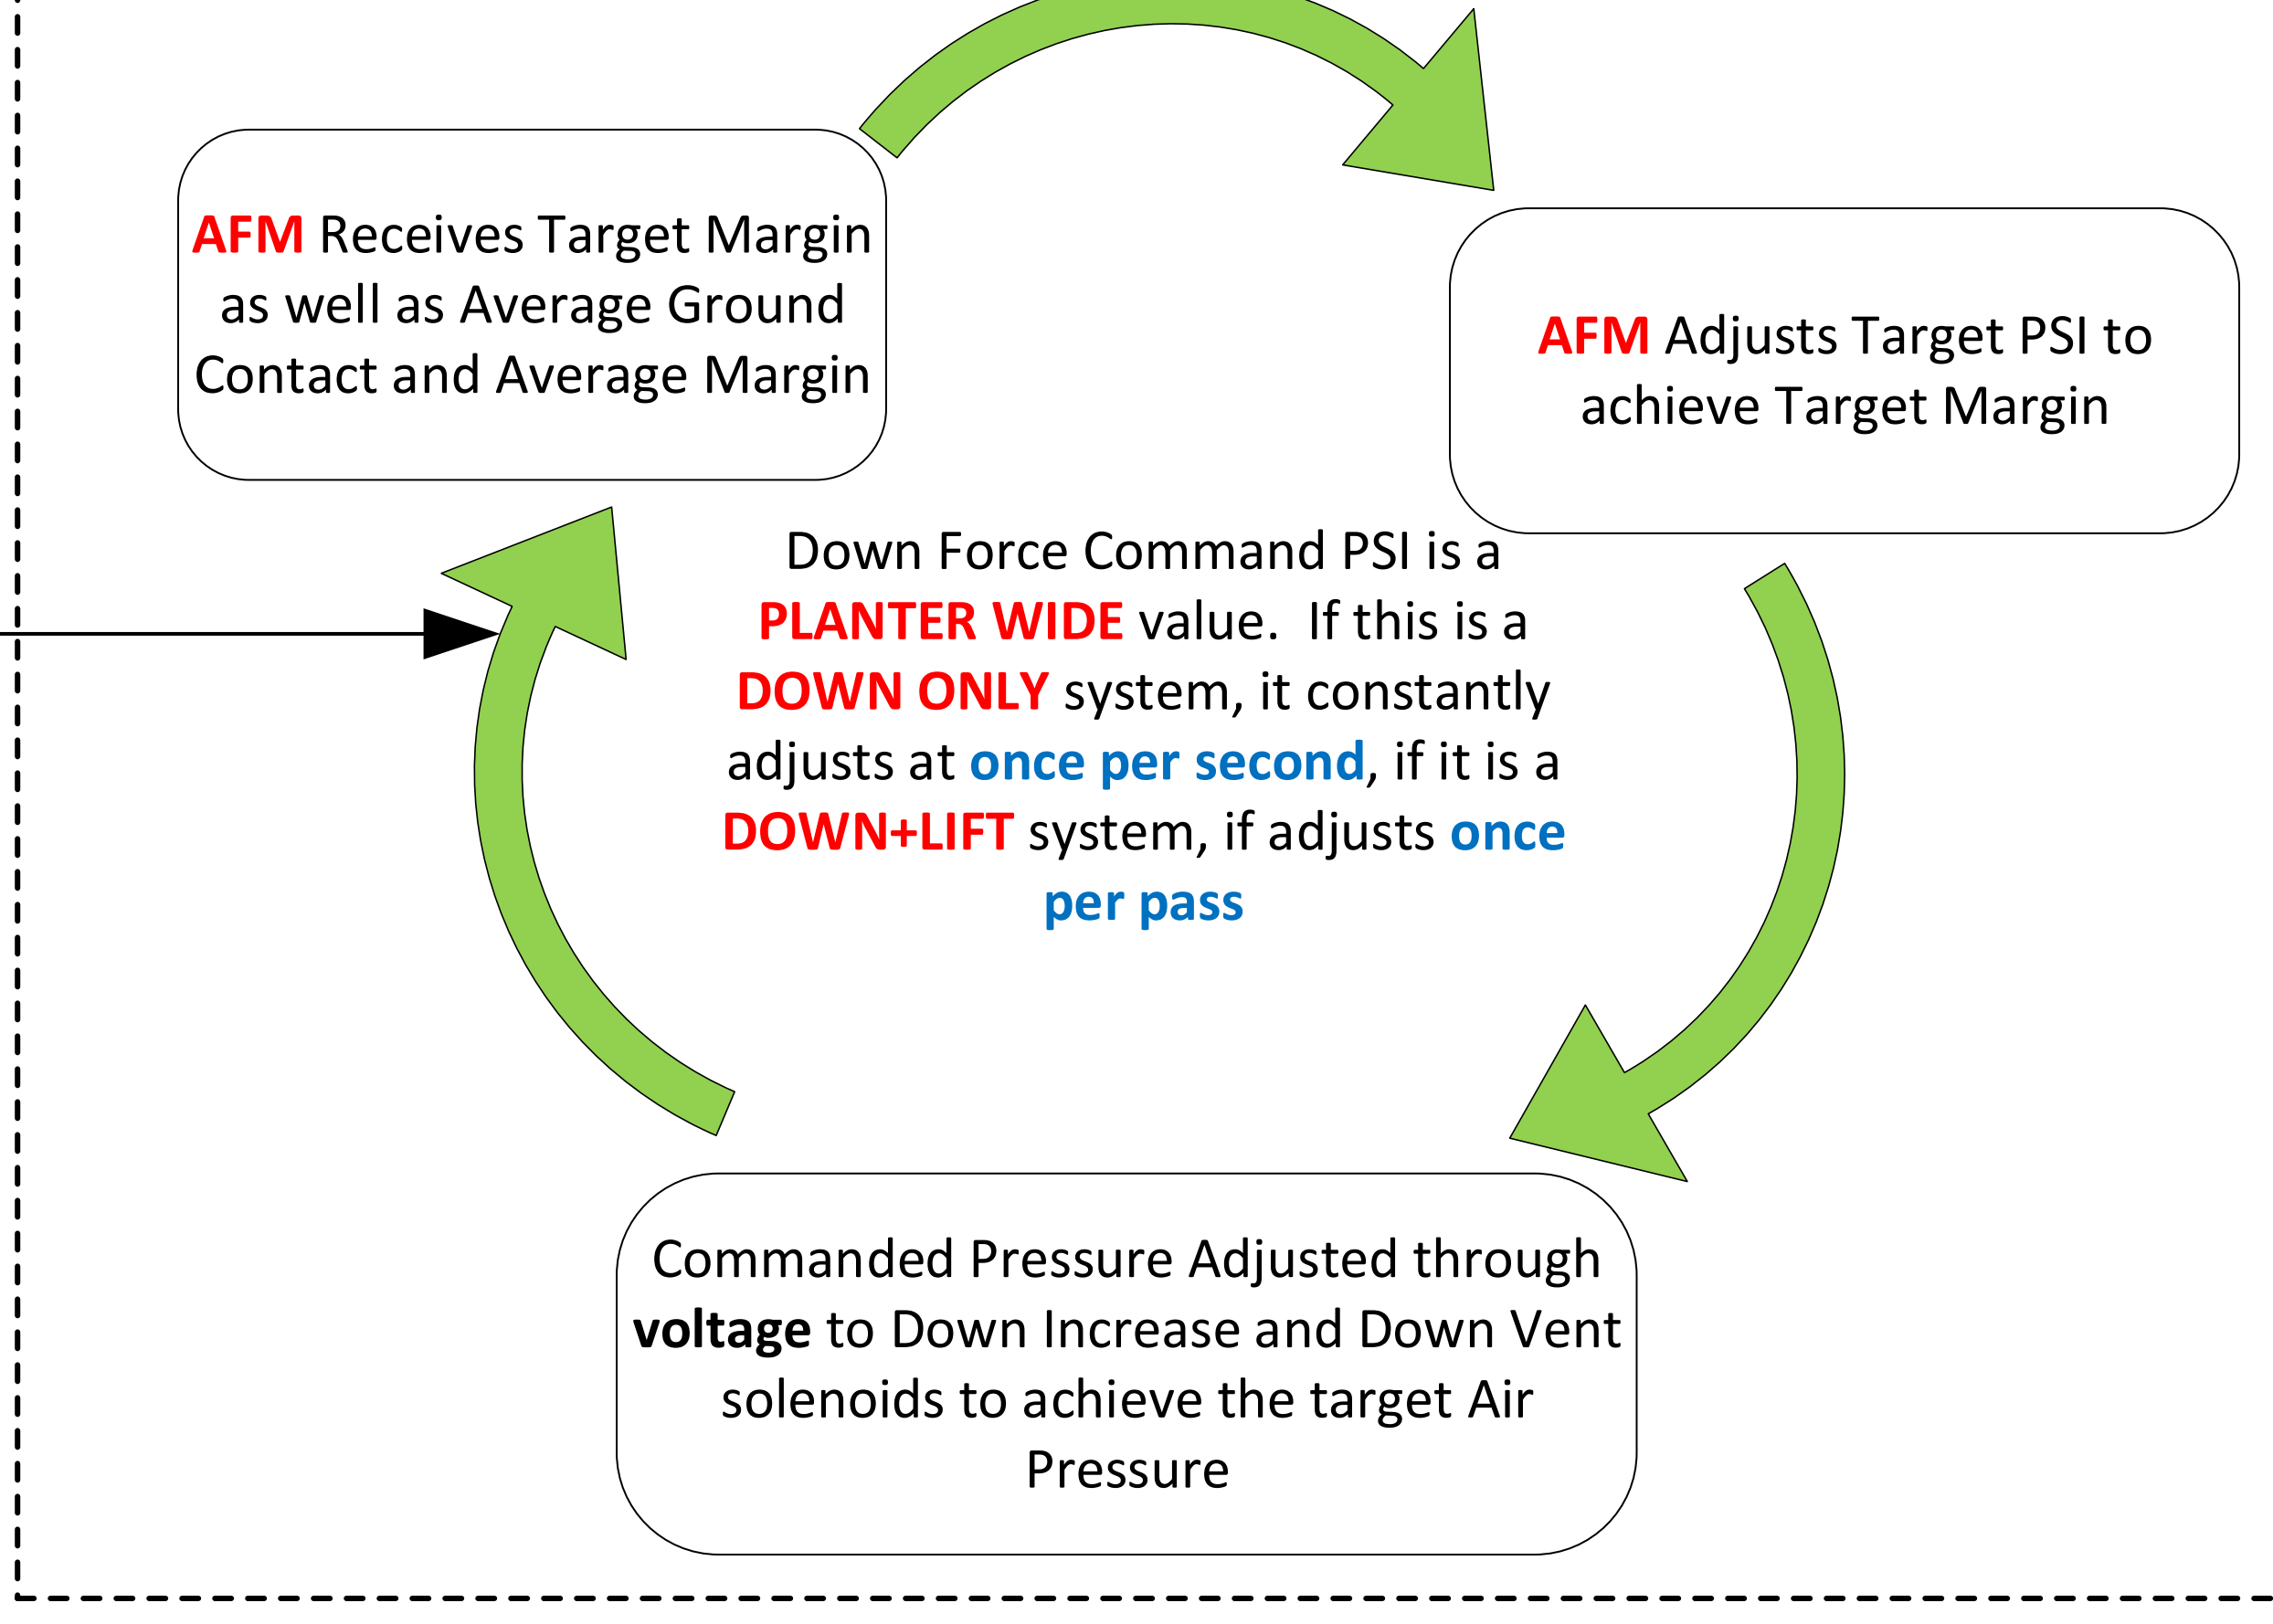 AFM Receives Target Margin
as well as Average Ground
Contact and Average Margin
AFM Adjusts Target PSI to
achieve Target Margin
Down Force Command PSI is a
PLANTER WIDE value.  If this is a
DOWN ONLY system, it constantly
adjusts at once per second, if it is a
DOWN+LIFT system, if adjusts once
per pass
Commanded Pressure Adjusted through
voltage to Down Increase and Down Vent
solenoids to achieve the target Air
Pressure